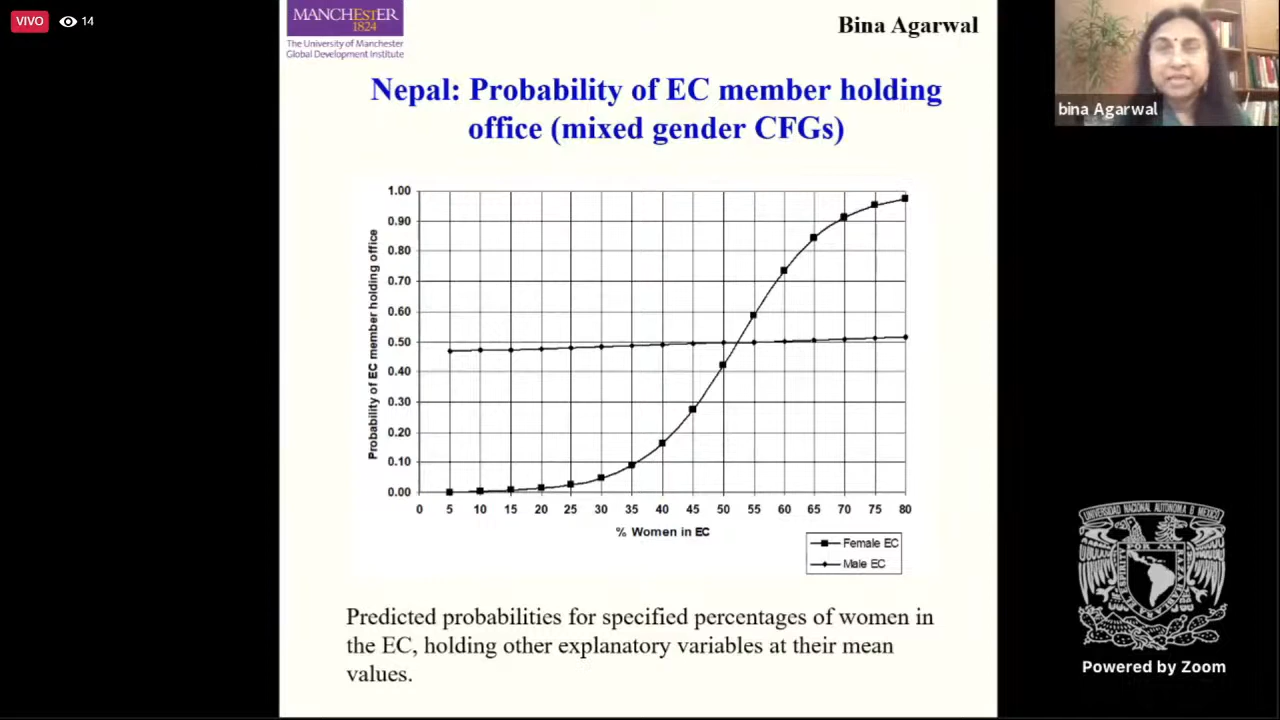 VIVO 14
MANCHESTER
1824
The University of Manchester
Global Development Institute
Bina Agarwal
bina Agarwal
Nepal: Probability of EC member holding
office (mixed gender CFGs)
Probability of EC member holding office
1.00
0.90
0.80
0.70
0.60
0.50
0.40
0.30
0.20
0.10
0.00
0 5 10 15 20 25 30 35 40 45 50 55 60 65 70 75 80
% Women in EC
Female EC
Male EC
Predicted probabilities for specified percentages of women in
the EC, holding other explanatory variables at their mean
values.
UNIVERSIDAD NACIONAL AUTONOMA D MEXICO
POR MI RAZA
ESPIRITU
Powered by Zoom